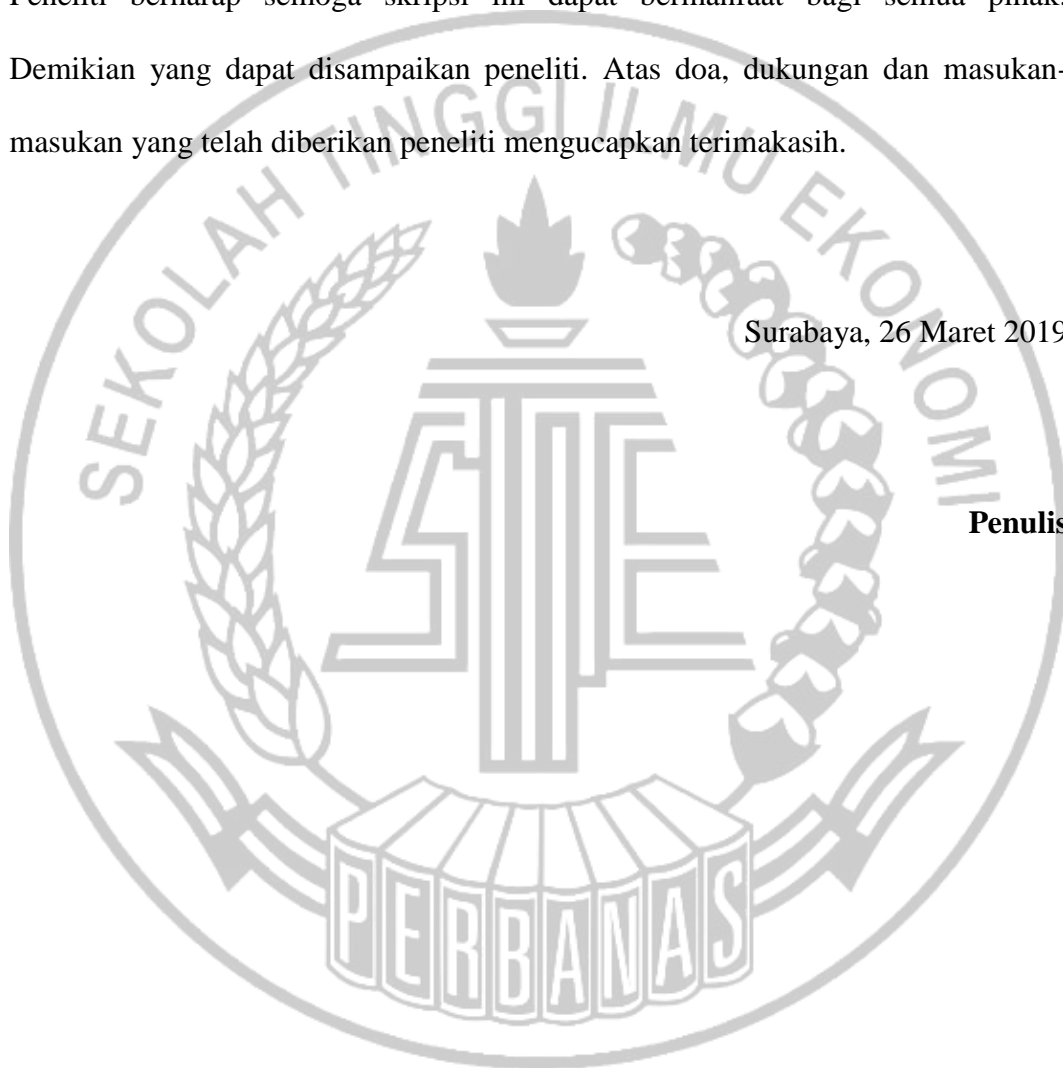 Peneliti berharap semoga skripsi ini dapat bermanfaat bagi semua pihak.
Demikian yang dapat disampaikan peneliti. Atas doa, dukungan dan masukan-
masukan yang telah diberikan peneliti mengucapkan terimakasih.
SEKOLAH TINGGI ILMU EKONOMI
Surabaya, 26 Maret 2019
STIE
Penulis
PERBANAS